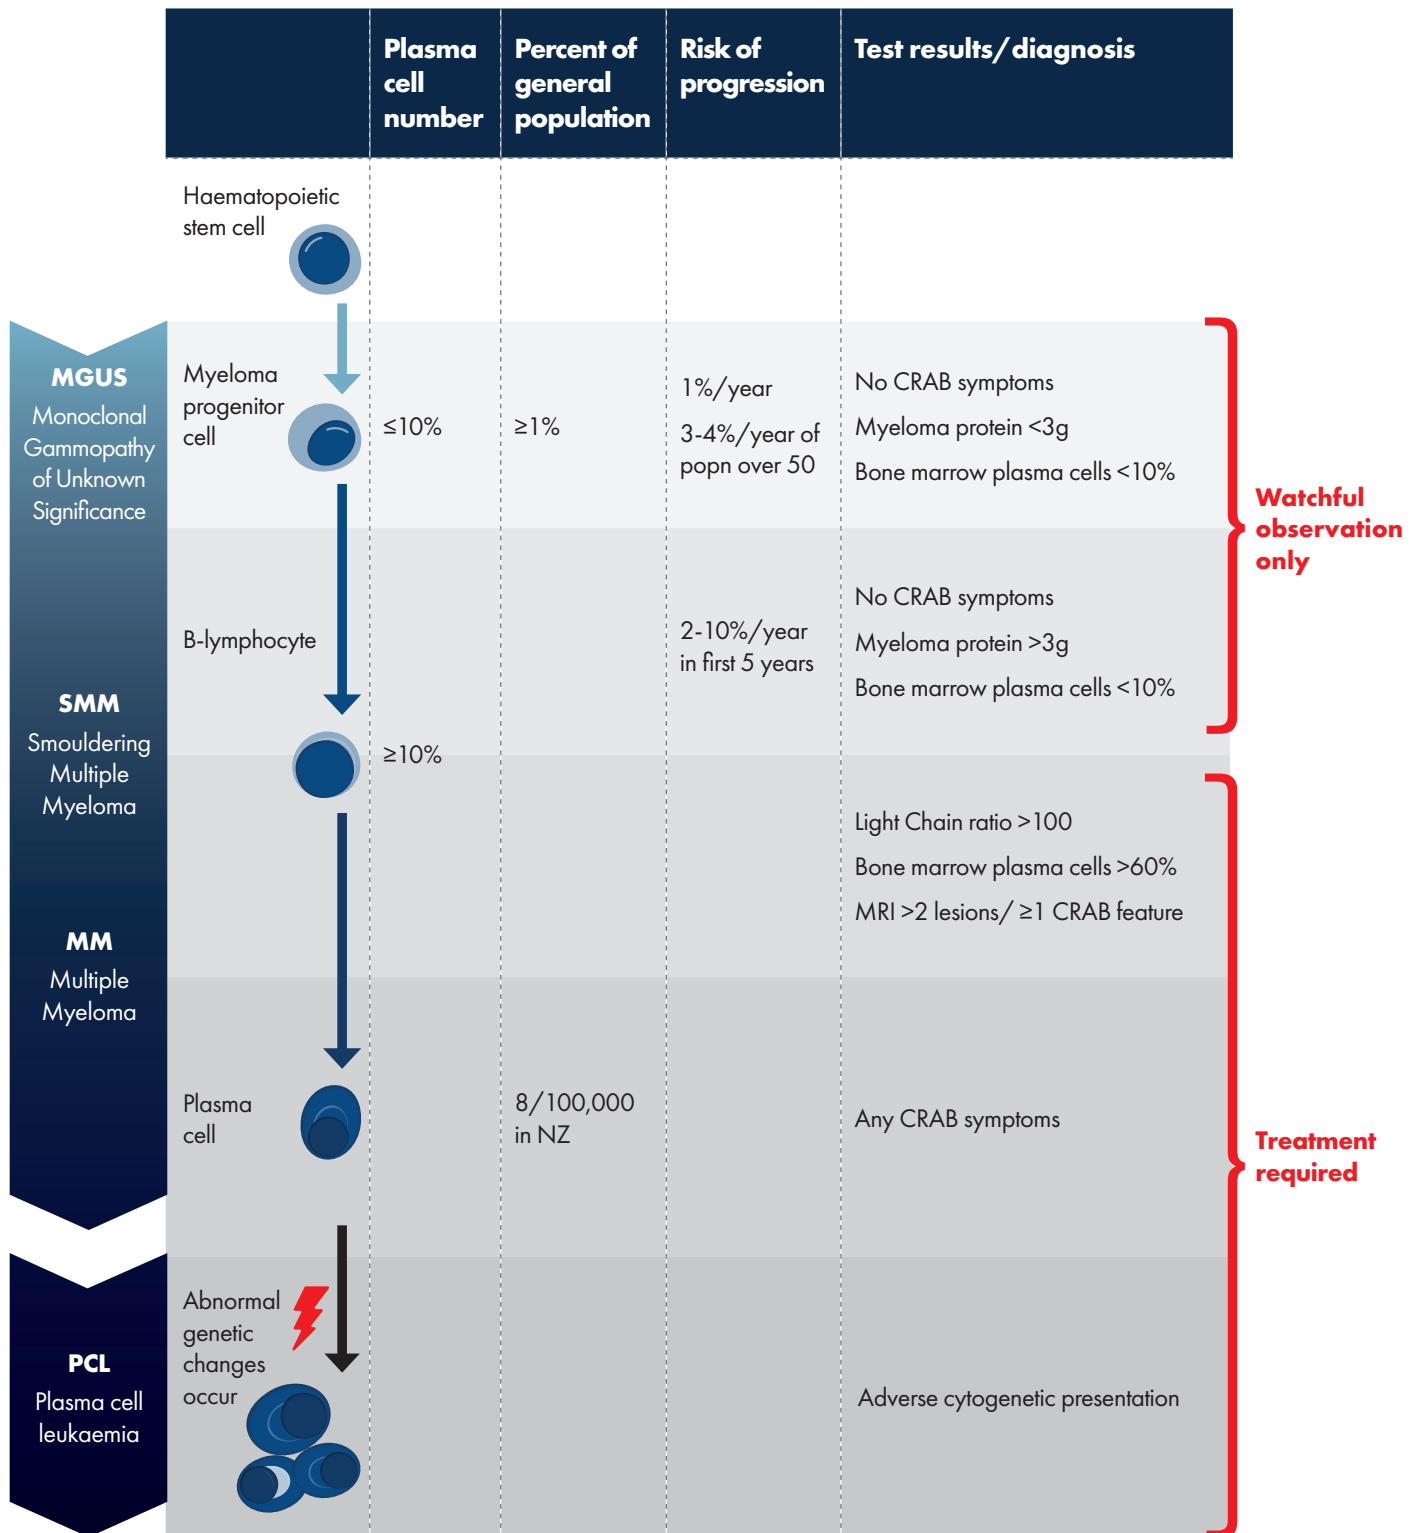 Plasma
cell
number
Percent of
general
population
Risk of
progression
Test results/diagnosis
Haematopoietic
stem cell
MGUS
Monoclonal
Gammopathy
of Unknown
Significance
Myeloma
progenitor
cell
≤10%
≥1%
1%/year
3-4%/year of
popn over 50
No CRAB symptoms
Myeloma protein <3g
Bone marrow plasma cells <10%
Watchful
observation
only
B-lymphocyte
2-10%/year
in first 5 years
No CRAB symptoms
Myeloma protein >3g
Bone marrow plasma cells <10%
SMM
Smouldering
Multiple
Myeloma
≥10%
Light Chain ratio >100
Bone marrow plasma cells >60%
MRI >2 lesions/ ≥1 CRAB feature
MM
Multiple
Myeloma
Plasma
cell
8/100,000
in NZ
Any CRAB symptoms
Treatment
required
PCL
Plasma cell
leukaemia
Abnormal
genetic
changes
occur
Adverse cytogenetic presentation